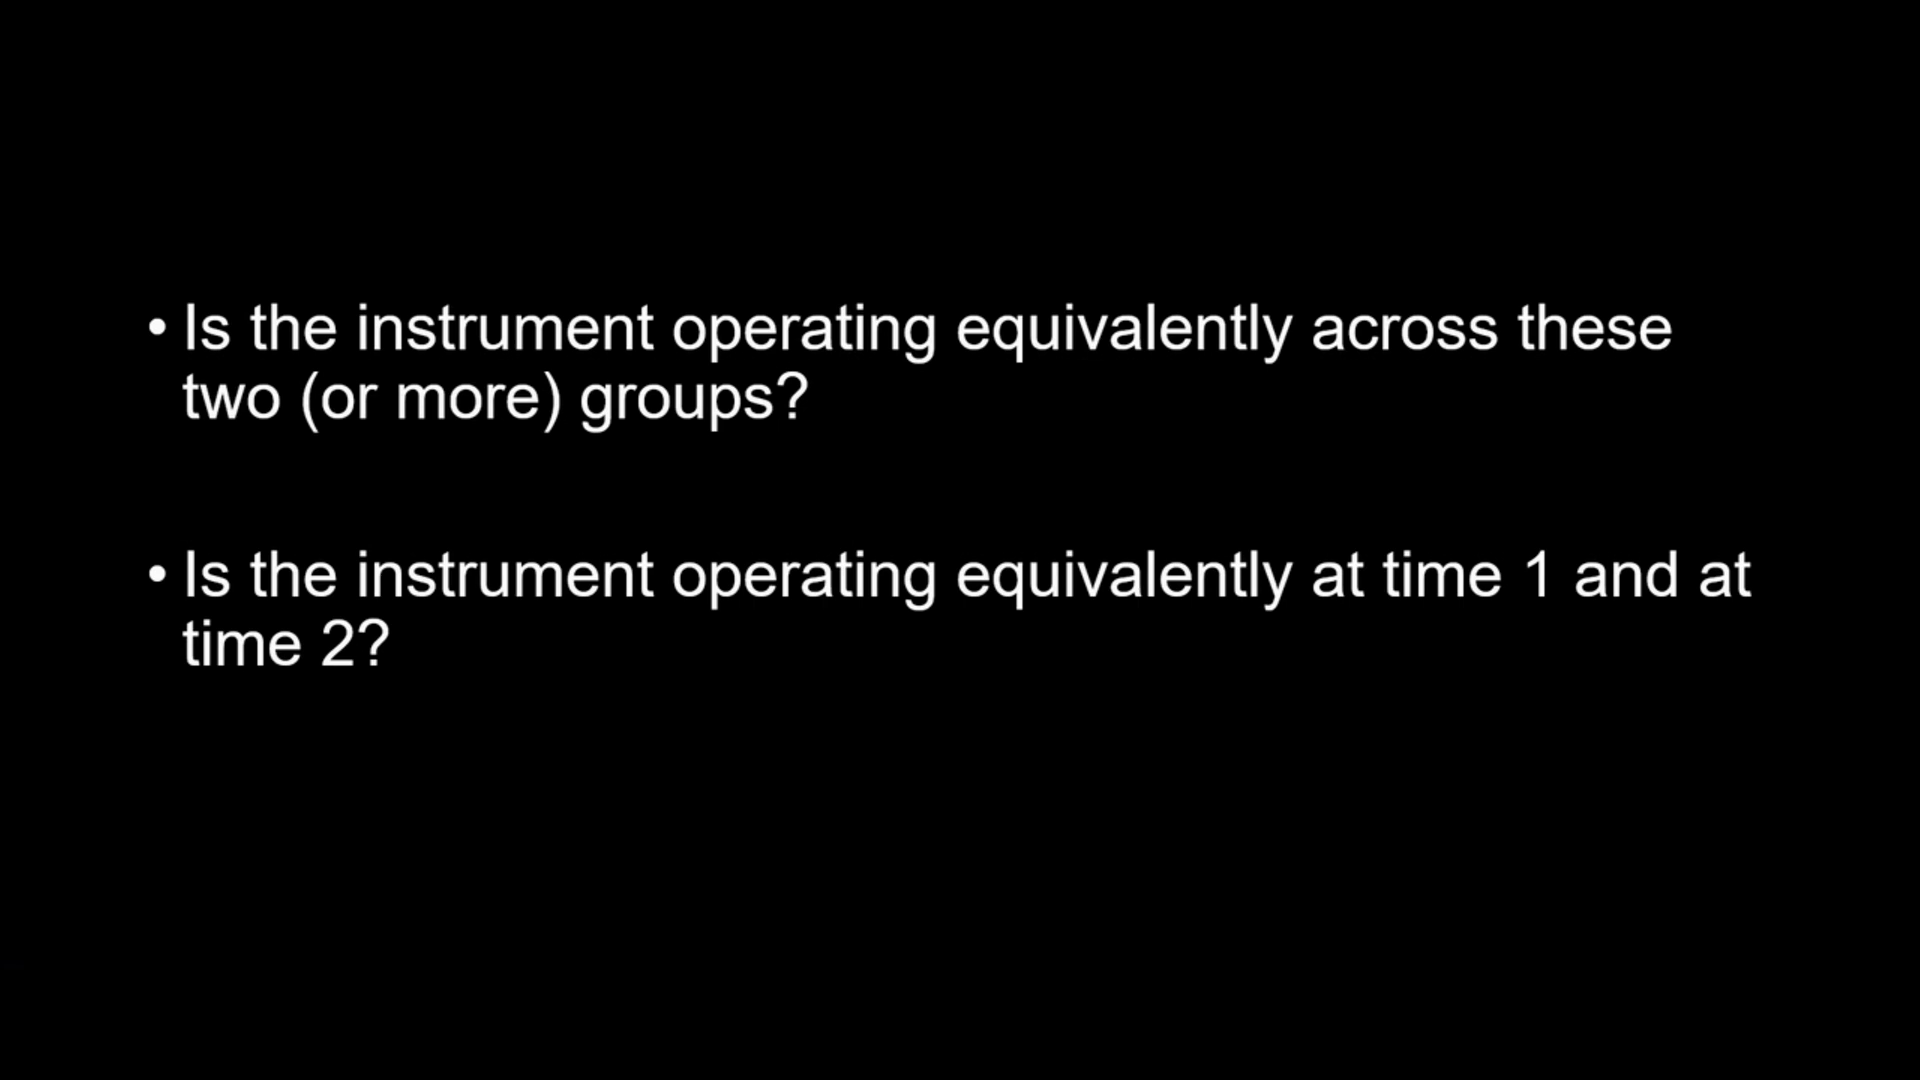 • Is the instrument operating equivalently across these
two (or more) groups?
• Is the instrument operating equivalently at time 1 and at
time 2?